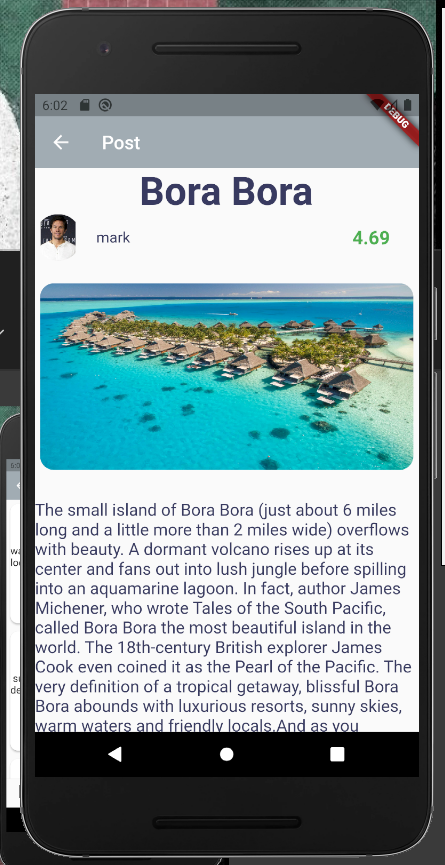 6:02
DEBUG
Post
Bora Bora
mark
4.69
The small island of Bora Bora (just about 6 miles
long and a little more than 2 miles wide) overflows
with beauty. A dormant volcano rises up at its
center and fans out into lush jungle before spilling
into an aquamarine lagoon. In fact, author James
Michener, who wrote Tales of the South Pacific,
called Bora Bora the most beautiful island in the
world. The 18th-century British explorer James
Cook even coined it as the Pearl of the Pacific. The
very definition of a tropical getaway, blissful Bora
Bora abounds with luxurious resorts, sunny skies,
warm waters and friendly locals.And as you